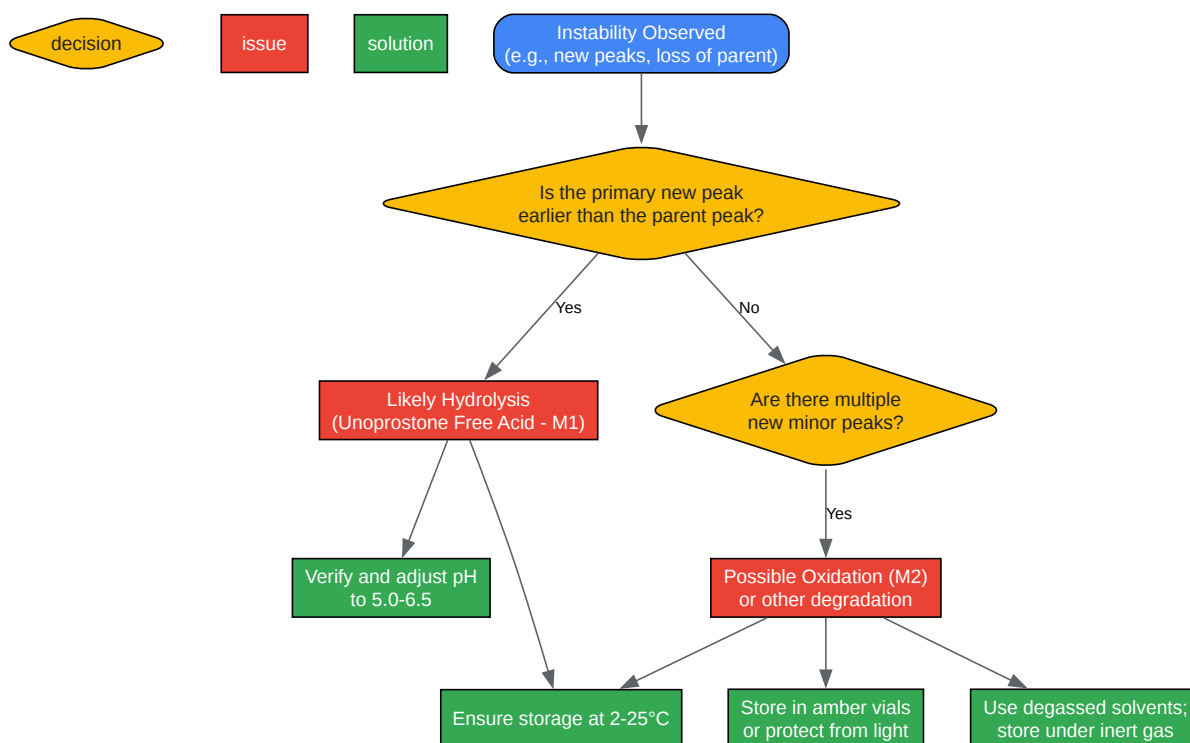 decision
issue
solution
Instability Observed
(e.g., new peaks, loss of parent)
Is the primary new peak
earlier than the parent peak?
Yes
No
Likely Hydrolysis
(Unoprostone Free Acid - M1)
Are there multiple
new minor peaks?
Yes
Verify and adjust pH
to 5.0-6.5
Possible Oxidation (M2)
or other degradation
Ensure storage at 2-25°C
Store in amber vials
or protect from light
Use degassed solvents;
store under inert gas